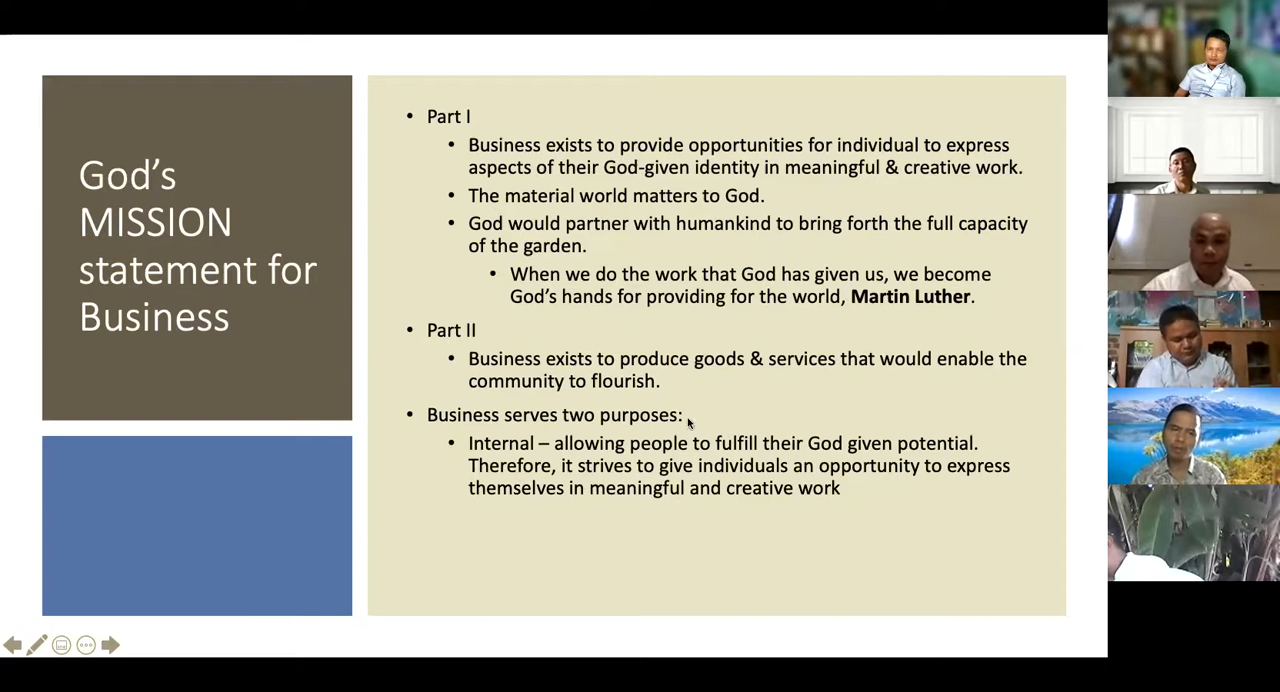 God's
MISSION
statement for
Business
• Part I
• Business exists to provide opportunities for individual to express
aspects of their God-given identity in meaningful & creative work.
• The material world matters to God.
• God would partner with humankind to bring forth the full capacity
of the garden.
• When we do the work that God has given us, we become
God's hands for providing for the world, Martin Luther.
• Part II
• Business exists to produce goods & services that would enable the
community to flourish.
• Business serves two purposes:
• Internal – allowing people to fulfill their God given potential.
Therefore, it strives to give individuals an opportunity to express
themselves in meaningful and creative work